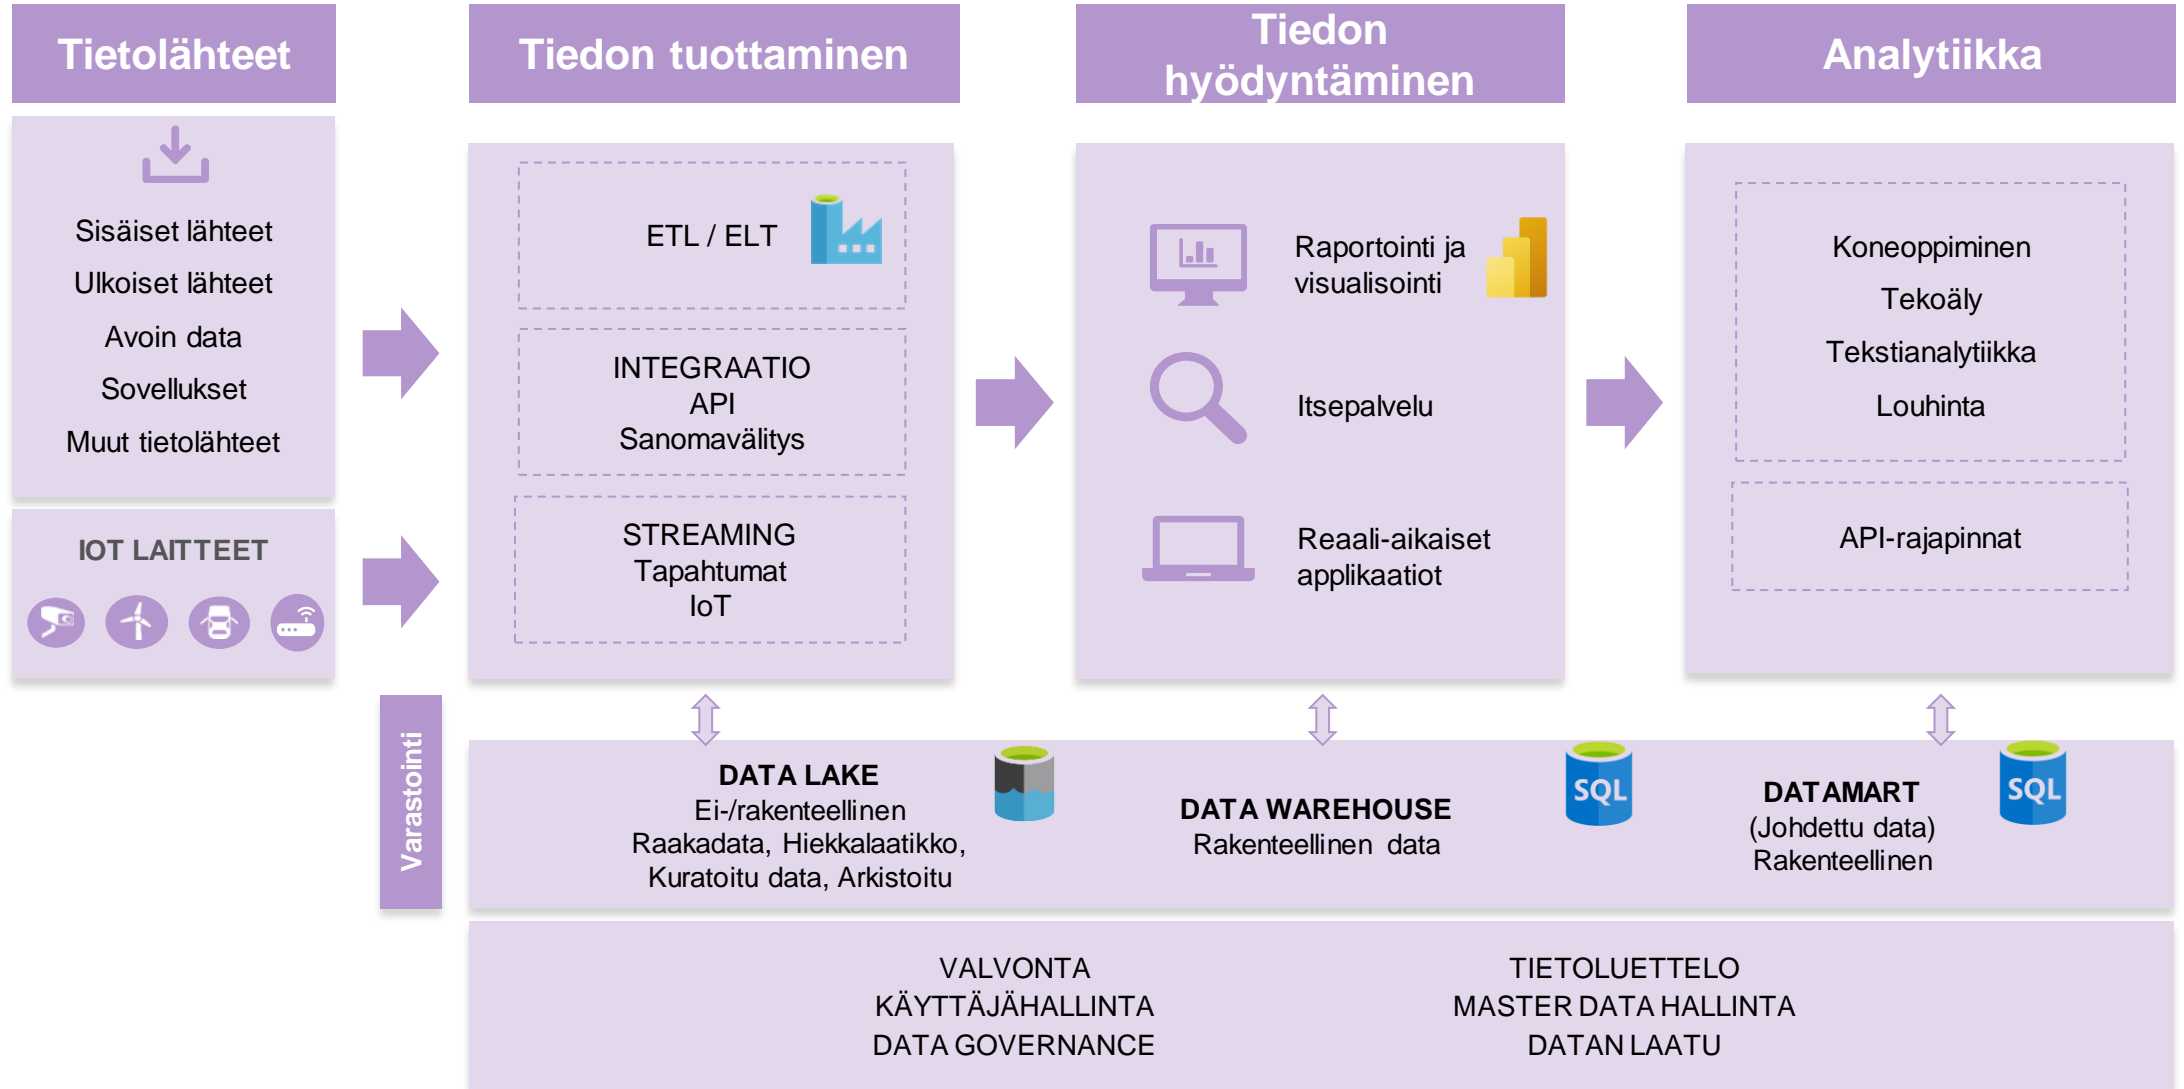 Tietolähteet
Sisäiset lähteet
Ulkoiset lähteet
Avoin data
Sovellukset
Muut tietolähteet
IOT LAITTEET
Tiedon tuottaminen
ETL / ELT
INTEGRAATIO
API
Sanomavälitys
STREAMING
Tapahtumat
IoT
Tiedon
hyödyntäminen
Raportointi ja
visualisointi
Itsepalvelu
Reaali-aikaiset
applikaatiot
Analytiikka
Koneoppiminen
Tekoäly
Tekstianalytiikka
Louhinta
API-rajapinnat
Varastointi
DATA LAKE
Ei-/rakenteellinen
Raakadata, Hiekkalaatikko,
Kuratoitu data, Arkistoitu
DATA WAREHOUSE
Rakenteellinen data
SQL
DATAMART
(Johdettu data)
Rakenteellinen
SQL
VALVONTA
KÄYTTÄJÄHALLINTA
DATA GOVERNANCE
TIETOLUETTELO
MASTER DATA HALLINTA
DATAN LAATU